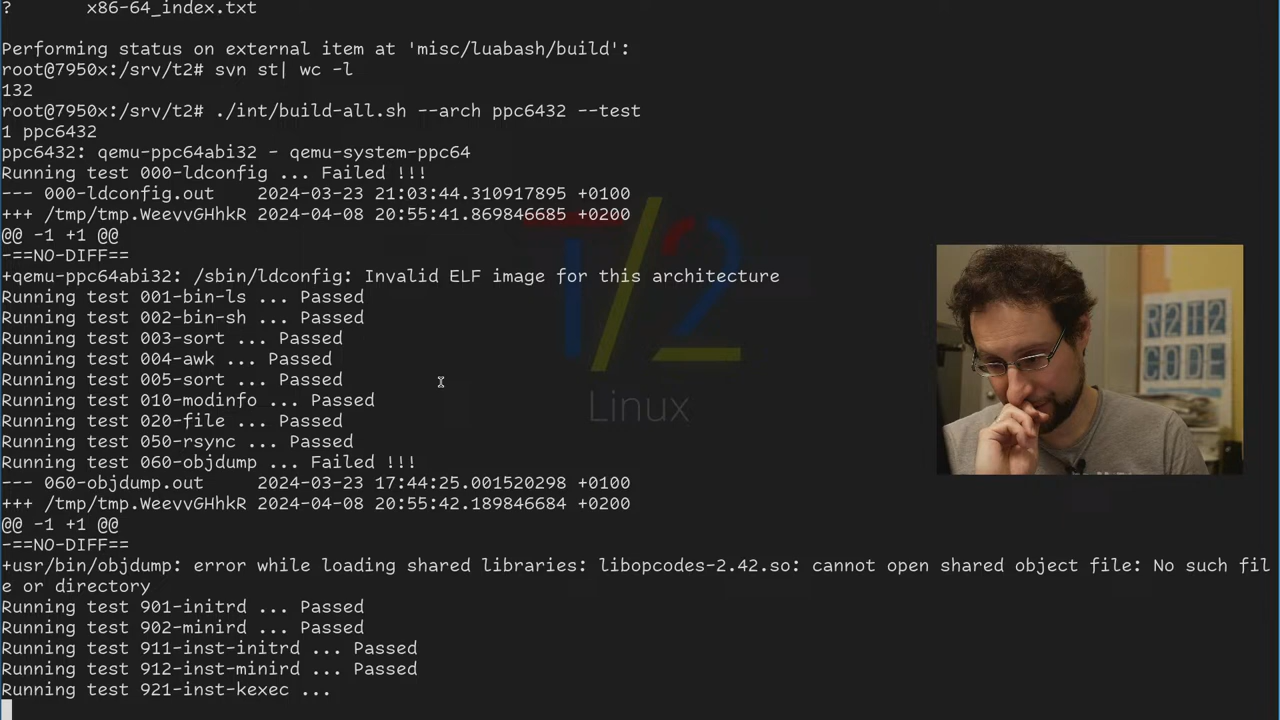 ?       x86-64_index.txt
Performing status on external item at 'misc/luabash/build':
root@7950x:/srv/t2# svn st| wc -l
132
root@7950x:/srv/t2# ./int/build-all.sh --arch ppc6432 --test
1 ppc6432
ppc6432: qemu-ppc64abi32 - qemu-system-ppc64
Running test 000-ldconfig ... Failed !!!
--- 000-ldconfig.out    2024-03-23 21:03:44.310917895 +0100
+++ /tmp/tmp.WeevvGHhkR 2024-04-08 20:55:41.869846685 +0200
@@ -1 +1 @@
-==NO-DIFF==
+qemu-ppc64abi32: /sbin/ldconfig: Invalid ELF image for this architecture
Running test 001-bin-ls ... Passed
Running test 002-bin-sh ... Passed
Running test 003-sort ... Passed
Running test 004-awk ... Passed
Running test 005-sort ... Passed
Running test 010-modinfo ... Passed
Running test 020-file ... Passed
Running test 050-rsync ... Passed
Running test 060-objdump ... Failed !!!
--- 060-objdump.out     2024-03-23 17:44:25.001520298 +0100
+++ /tmp/tmp.WeevvGHhkR 2024-04-08 20:55:42.189846684 +0200
@@ -1 +1 @@
-==NO-DIFF==
+usr/bin/objdump: error while loading shared libraries: libopcodes-2.42.so: cannot open shared object file: No such fil
e or directory
Running test 901-initrd ... Passed
Running test 902-minird ... Passed
Running test 911-inst-initrd ... Passed
Running test 912-inst-minird ... Passed
Running test 921-inst-kexec ...
T/2
Linux
R2T2
CODE